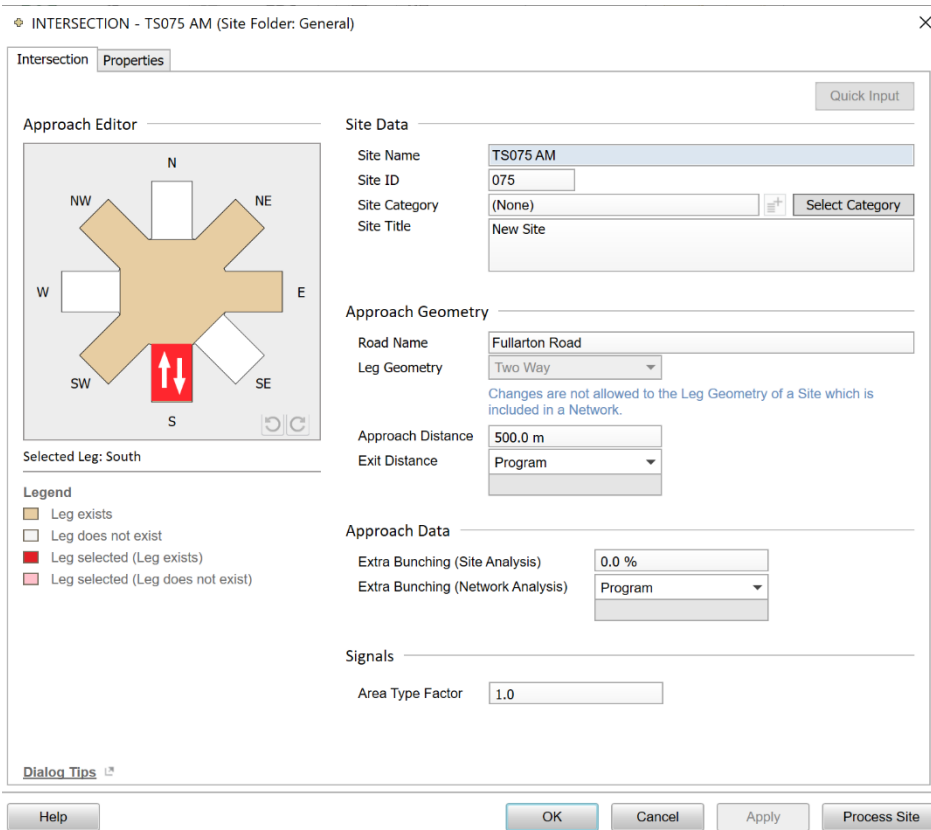 INTERSECTION - TS075 AM (Site Folder: General)
Intersection Properties
Quick Input
Approach Editor
N
NW
NE
W
E
SW
SE
S
Selected Leg: South
Legend
Leg exists
Leg does not exist
Leg selected (Leg exists)
Leg selected (Leg does not exist)
Site Data
Site Name TS075 AM
Site ID 075
Site Category (None) Select Category
Site Title New Site
Approach Geometry
Road Name Fullarton Road
Leg Geometry Two Way
Changes are not allowed to the Leg Geometry of a Site which is
included in a Network.
Approach Distance 500.0 m
Exit Distance Program
Approach Data
Extra Bunching (Site Analysis) 0.0 %
Extra Bunching (Network Analysis) Program
Signals
Area Type Factor 1.0
Dialog Tips
Help OK Cancel Apply Process Site